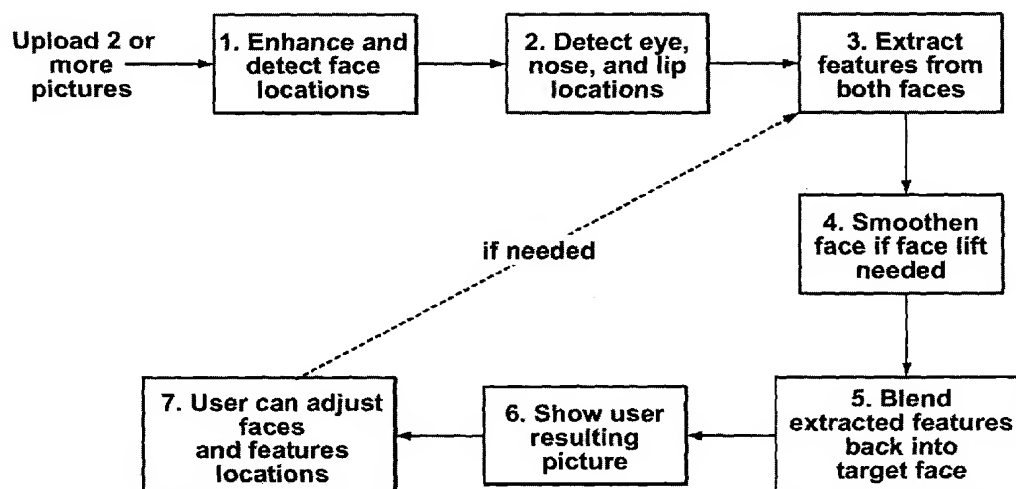 Upload 2 or
more
pictures
1. Enhance and
detect face
locations
2. Detect eye,
nose, and lip
locations
3. Extract
features from
both faces
4. Smoothen
face if face lift
needed
if needed
5. Blend
extracted features
back into
target face
6. Show user
resulting
picture
7. User can adjust
faces
and features
locations